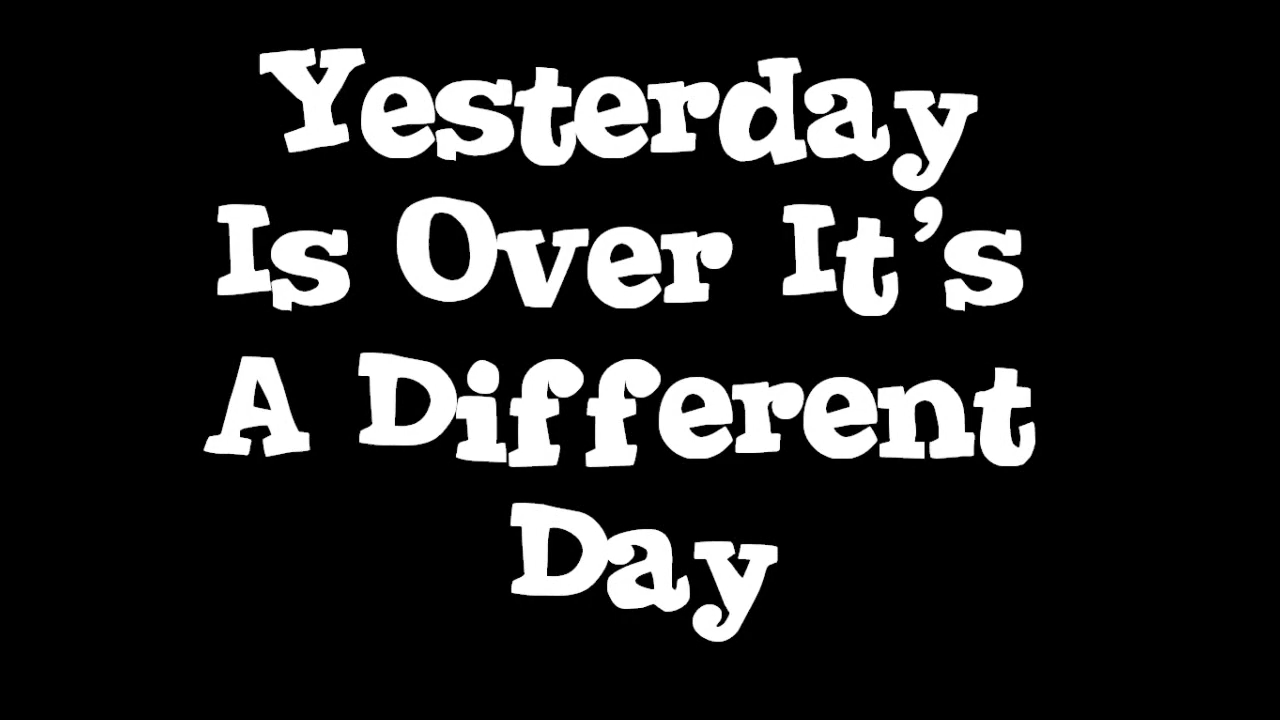 Yesterday
Is Over It’s
A Different
Day